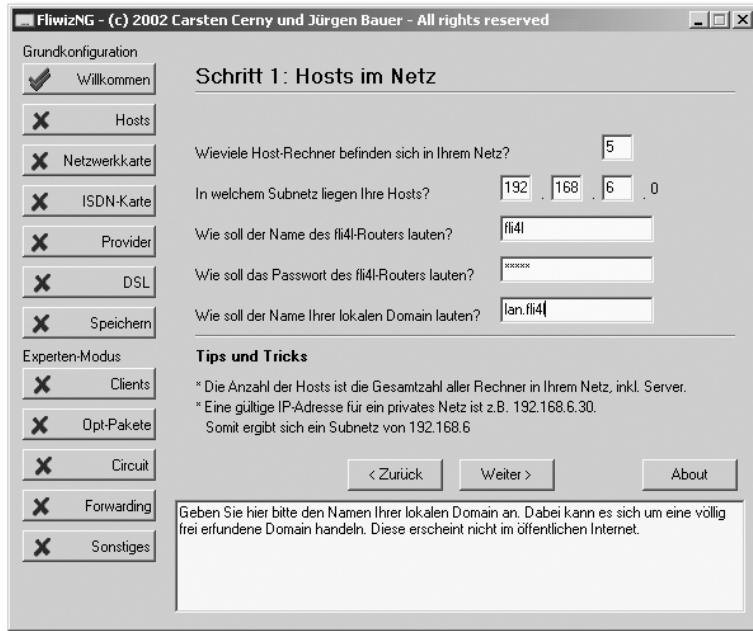 FliwizNG - (c) 2002 Carsten Cerny und Jürgen Bauer - All rights reserved
Grundkonfiguration
Willkommen
Hosts
Netzwerkkarte
ISDN-Karte
Provider
DSL
Speichern
Experten-Modus
Clients
Opt-Pakete
Circuit
Forwarding
Sonstiges
Schritt 1: Hosts im Netz
Wieviele Host-Rechner befinden sich in Ihrem Netz? 5
In welchem Subnetz liegen Ihre Hosts? 192 . 168 . 6 . 0
Wie soll der Name des fli4l-Routers lauten? fli4l
Wie soll das Passwort des fli4l-Routers lauten? xxxxx
Wie soll der Name Ihrer lokalen Domain lauten? lan.fli4l
Tips und Tricks
* Die Anzahl der Hosts ist die Gesamtzahl aller Rechner in Ihrem Netz, inkl. Server.
* Eine gültige IP-Adresse für ein privates Netz ist z.B. 192.168.6.30.
Somit ergibt sich ein Subnetz von 192.168.6
< Zurück Weiter > About
Geben Sie hier bitte den Namen Ihrer lokalen Domain an. Dabei kann es sich um eine völlig
frei erfundene Domain handeln. Diese erscheint nicht im öffentlichen Internet.